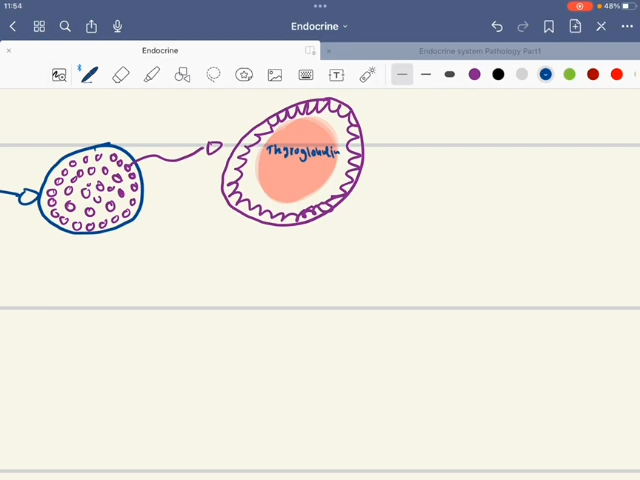 11:54
48%
Endocrine
Endocrine
Endocrine system Pathology Part1
T
Thyroglobulin